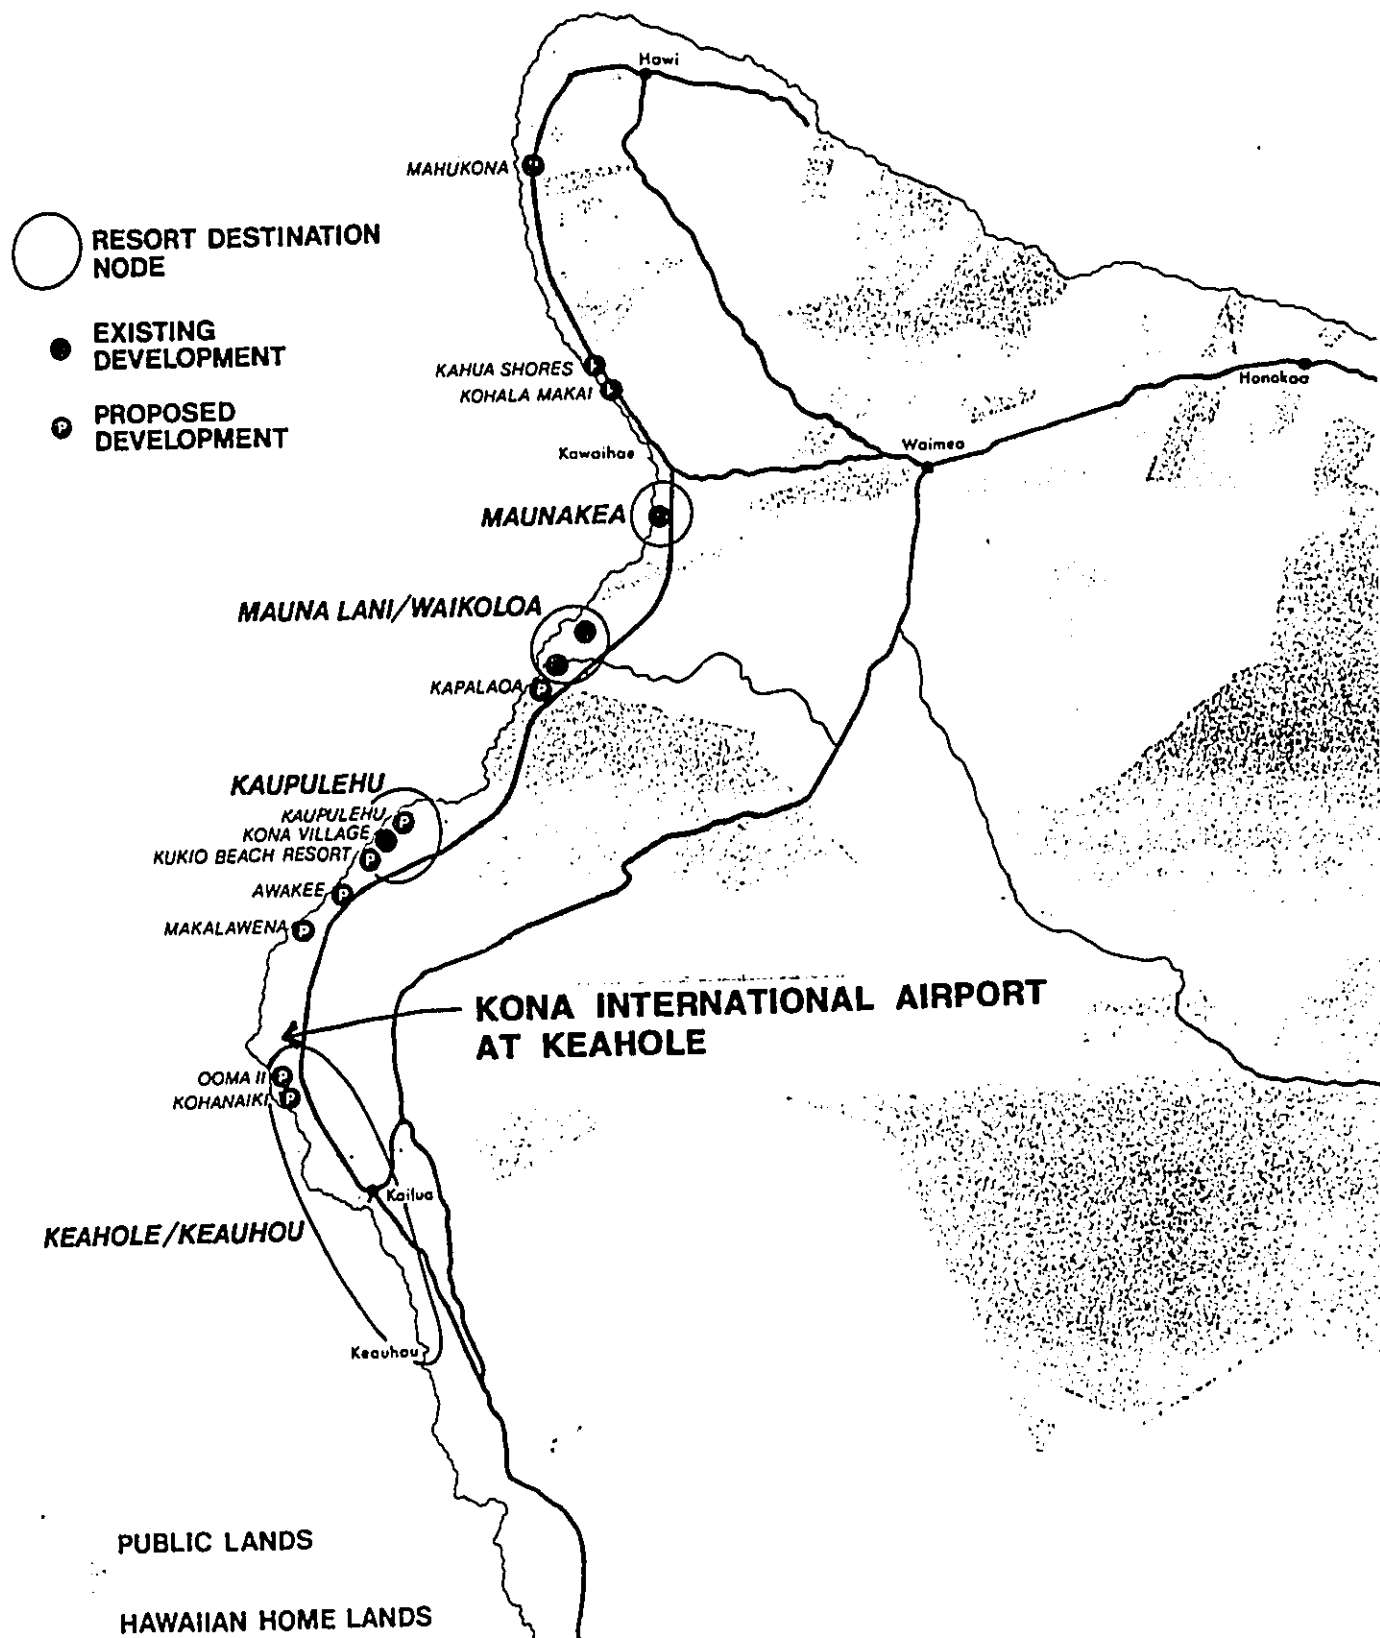 Hawi
MAHUKONA
RESORT DESTINATION
NODE
EXISTING
DEVELOPMENT
KAHUA SHORES
KOHALA MAKAI
Honokaa
P PROPOSED
DEVELOPMENT
Kawaihae
Waimea
MAUNAKEA
MAUNA LANI/WAIKOLOA
KAPALAOA P
KAUPULEHU
KAUPULEHU P
KONA VILLAGE
KUKIO BEACH RESORT P
AWAKEE P
MAKALAWENA P
KONA INTERNATIONAL AIRPORT
AT KEAHOLE
OOMA II P
KOHANAIKI P
Kailua
KEAHOLE/KEAUHOU
Keauhou
PUBLIC LANDS
HAWAIIAN HOME LANDS